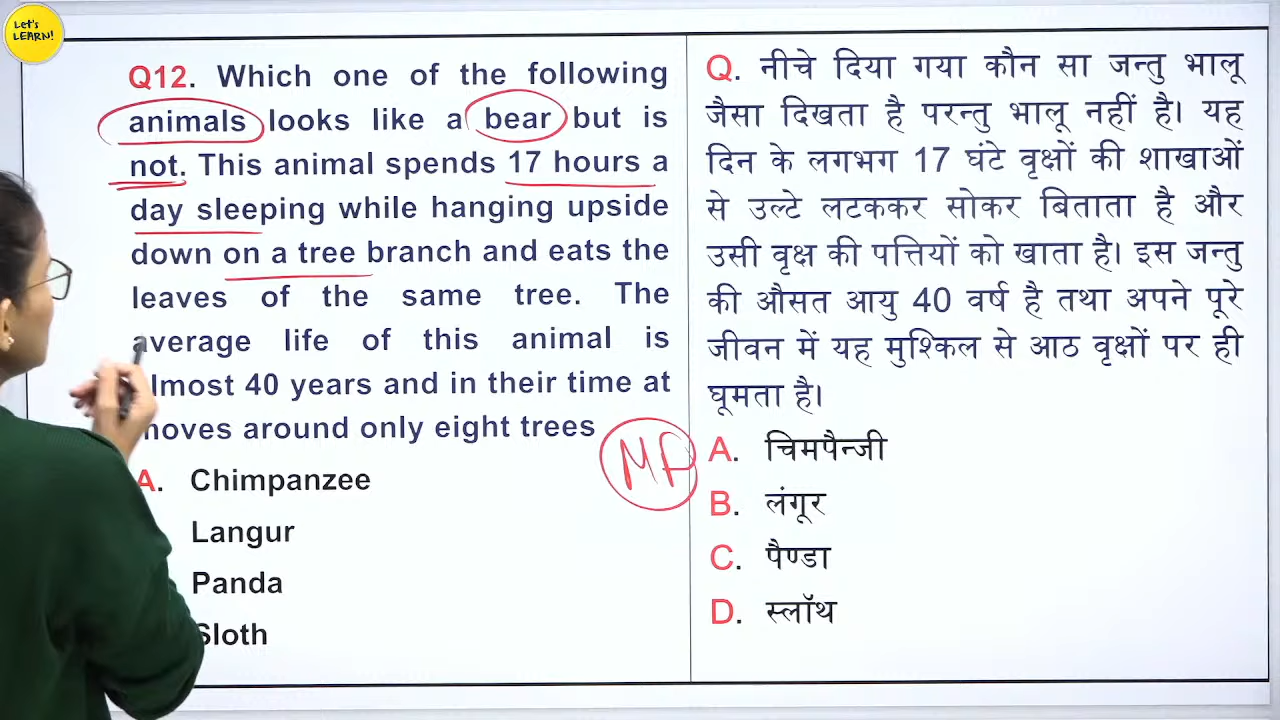 Let's
LEARN!
Q12. Which one of the following
animals looks like a bear but is
not. This animal spends 17 hours a
day sleeping while hanging upside
down on a tree branch and eats the
leaves of the same tree. The
average life of this animal is
lmost 40 years and in their time at
moves around only eight trees
A. Chimpanzee
Langur
Panda
Sloth
Q. नीचे दिया गया कौन सा जन्तु भालू
जैसा दिखता है परन्तु भालू नहीं है। यह
दिन के लगभग 17 घंटे वृक्षों की शाखाओं
से उल्टे लटककर सोकर बिताता है और
उसी वृक्ष की पत्तियों को खाता है। इस जन्तु
की औसत आयु 40 वर्ष है तथा अपने पूरे
जीवन में यह मुश्किल से आठ वृक्षों पर ही
घूमता है।
A. चिमपैन्जी
B. लंगूर
C. पैण्डा
D. स्लॉथ